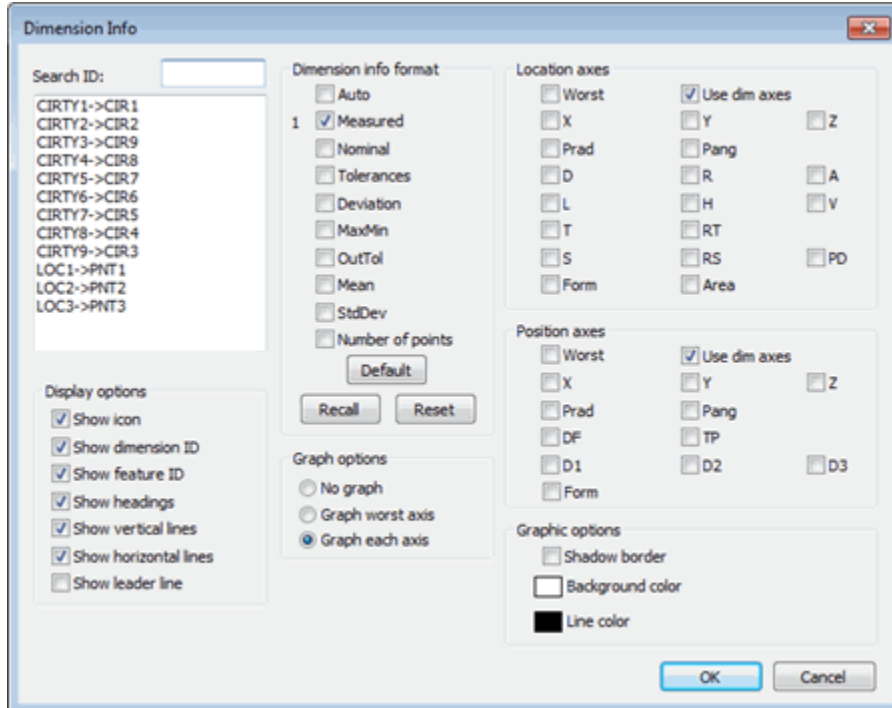 Dimension Info
Search ID:
CIRTY1->CIR1
CIRTY2->CIR2
CIRTY3->CIR9
CIRTY4->CIR8
CIRTY5->CIR7
CIRTY6->CIR6
CIRTY7->CIR5
CIRTY8->CIR4
CIRTY9->CIR3
LOC1->PNT1
LOC2->PNT2
LOC3->PNT3
Display options
Show icon
Show dimension ID
Show feature ID
Show headings
Show vertical lines
Show horizontal lines
Show leader line
Dimension info format
Auto
1 Measured
Nominal
Tolerances
Deviation
MaxMin
OutTol
Mean
StdDev
Number of points
Default
Recall Reset
Graph options
No graph
Graph worst axis
Graph each axis
Location axes
Worst Use dim axes
X Y Z
Prad Pang
D R A
L H V
T RT
S RS PD
Form Area
Position axes
Worst Use dim axes
X Y Z
Prad Pang
DF TP
D1 D2 D3
Form
Graphic options
Shadow border
Background color
Line color
OK Cancel